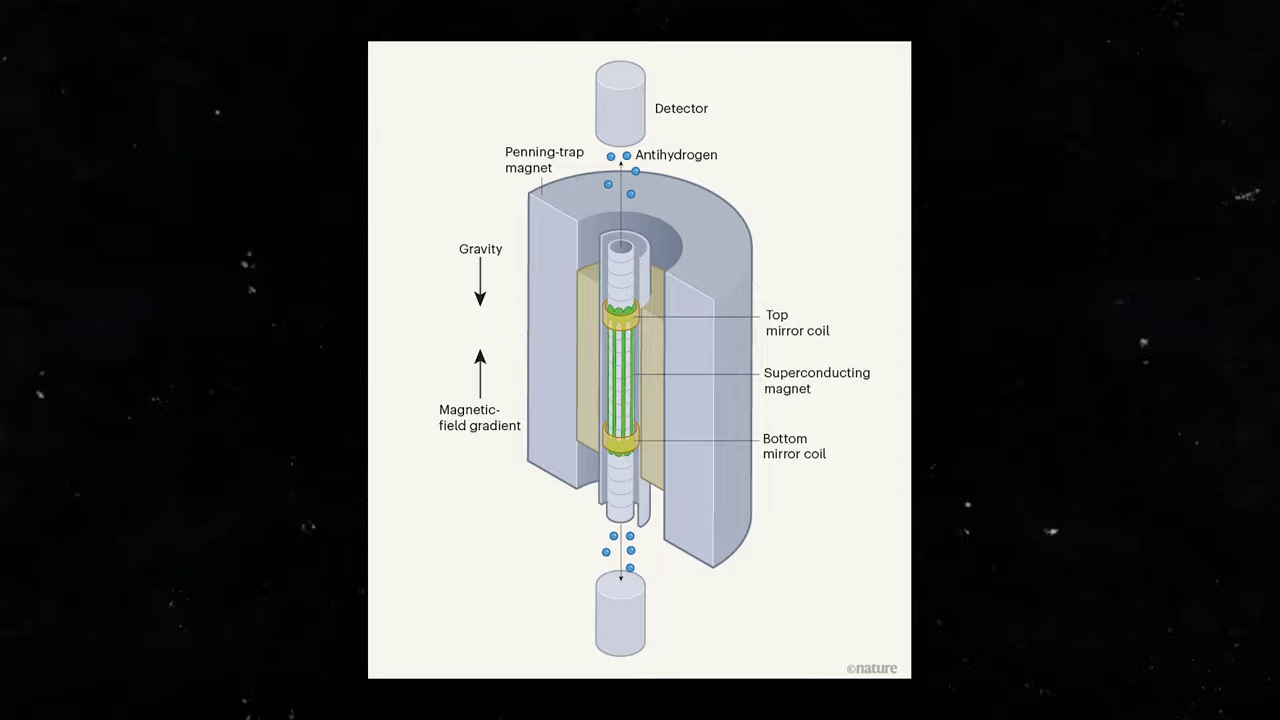 Detector
Penning-trap
magnet
Antihydrogen
Gravity
Top
mirror coil
Superconducting
magnet
Magnetic-
field gradient
Bottom
mirror coil
©nature